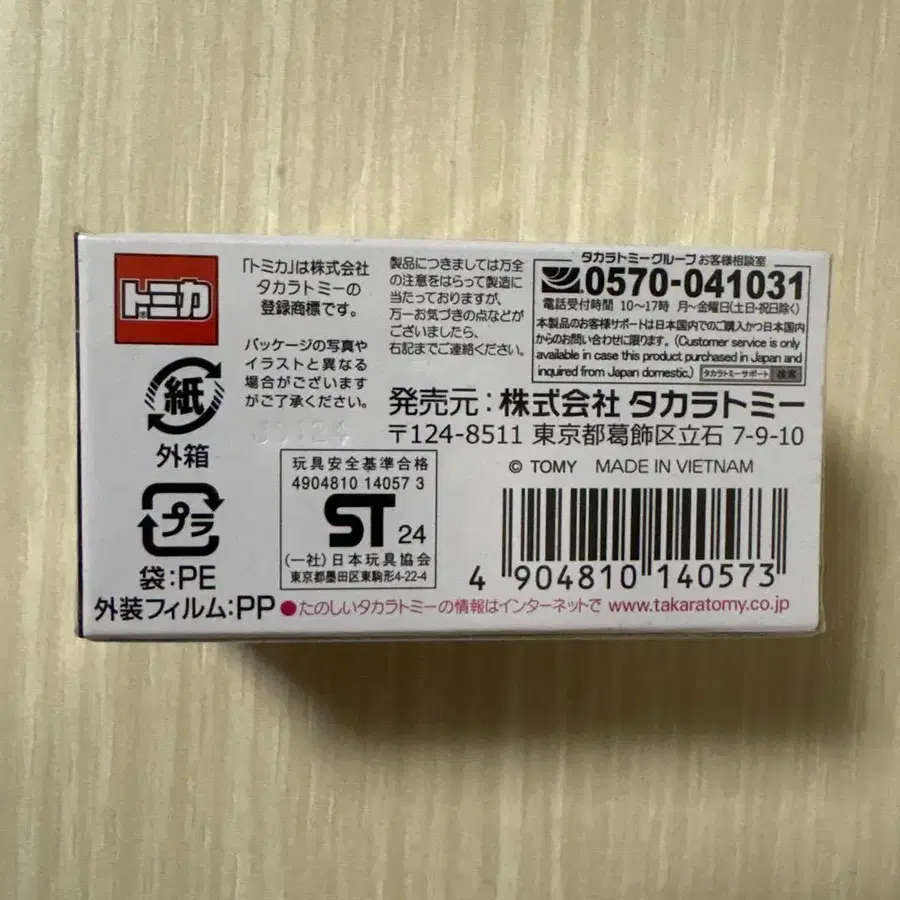 トミカ
「トミカ」は株式会社
タカラトミーの
登録商標です。
パッケージの写真や
イラストと異なる
場合がございます
がご了承ください。
製品につきましては万全
の注意をはらって製造に
当たっておりますが、
万一お気づきの点などが
ございましたら、
右記までご連絡ください。
タカラトミーグループお客様相談室
0570-041031
電話受付時間 10〜17時 月〜金曜日(土日・祝日除く)
本製品のお客様サポートは日本国内でのご購入かつ日本国内
からのお問い合わせに限ります。(Customer service is only
available in case this product purchased in Japan and
inquired from Japan domestic.) タカラトミーサポート 検索
発売元:株式会社 タカラトミー
〒124-8511 東京都葛飾区立石 7-9-10
© TOMY MADE IN VIETNAM
紙
外箱
プラ
袋:PE
外装フィルム:PP
玩具安全基準合格
4904810 14057 3
ST 24
(一社)日本玩具協会
東京都墨田区東駒形4-22-4
4 904810 140573
●たのしいタカラトミーの情報はインターネットで www.takaratomy.co.jp